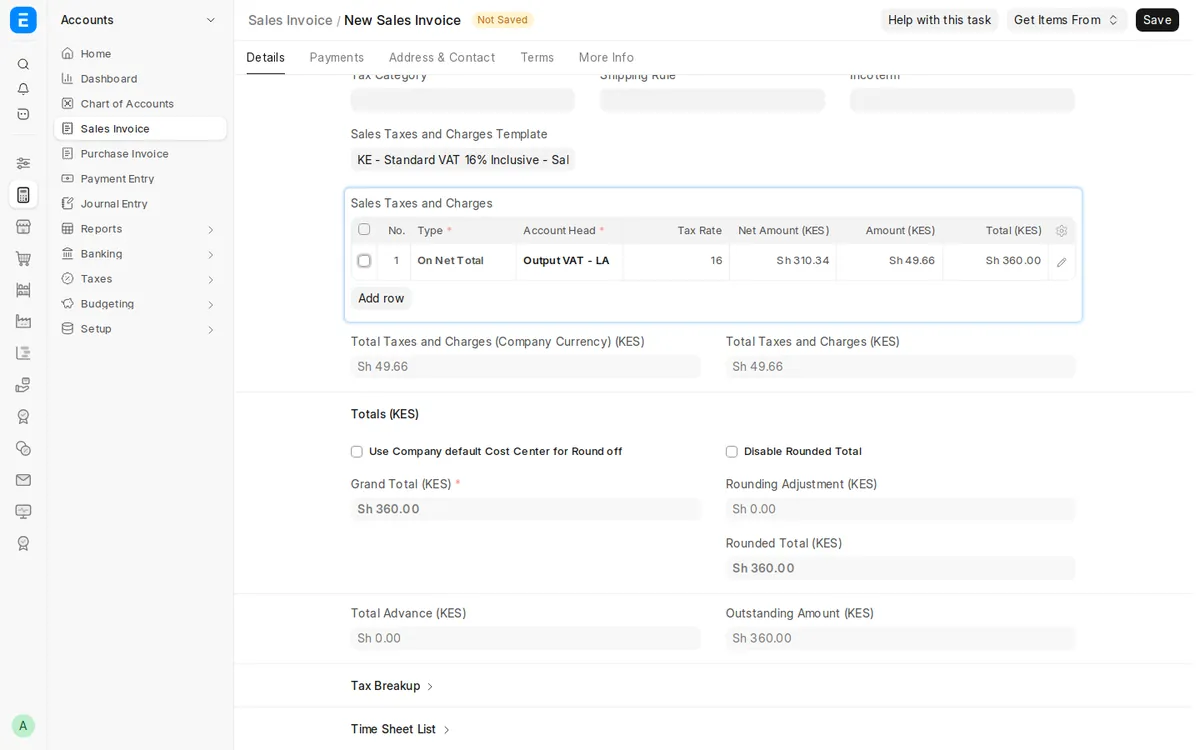 Accounts
Home
Dashboard
Chart of Accounts
Sales Invoice
Purchase Invoice
Payment Entry
Journal Entry
Reports
Banking
Taxes
Budgeting
Setup
A
Sales Invoice / New Sales Invoice Not Saved
Help with this task Get Items From Save
Details Payments Address & Contact Terms More Info
Tax Category Shipping Rule Incoterm
Sales Taxes and Charges Template
KE - Standard VAT 16% Inclusive - Sal
Sales Taxes and Charges
No. Type * Account Head * Tax Rate Net Amount (KES) Amount (KES) Total (KES)
1 On Net Total Output VAT - LA 16 Sh 310.34 Sh 49.66 Sh 360.00
Add row
Total Taxes and Charges (Company Currency) (KES) Total Taxes and Charges (KES)
Sh 49.66 Sh 49.66
Totals (KES)
Use Company default Cost Center for Round off Disable Rounded Total
Grand Total (KES) * Rounding Adjustment (KES)
Sh 360.00 Sh 0.00
Rounded Total (KES)
Sh 360.00
Total Advance (KES) Outstanding Amount (KES)
Sh 0.00 Sh 360.00
Tax Breakup
Time Sheet List